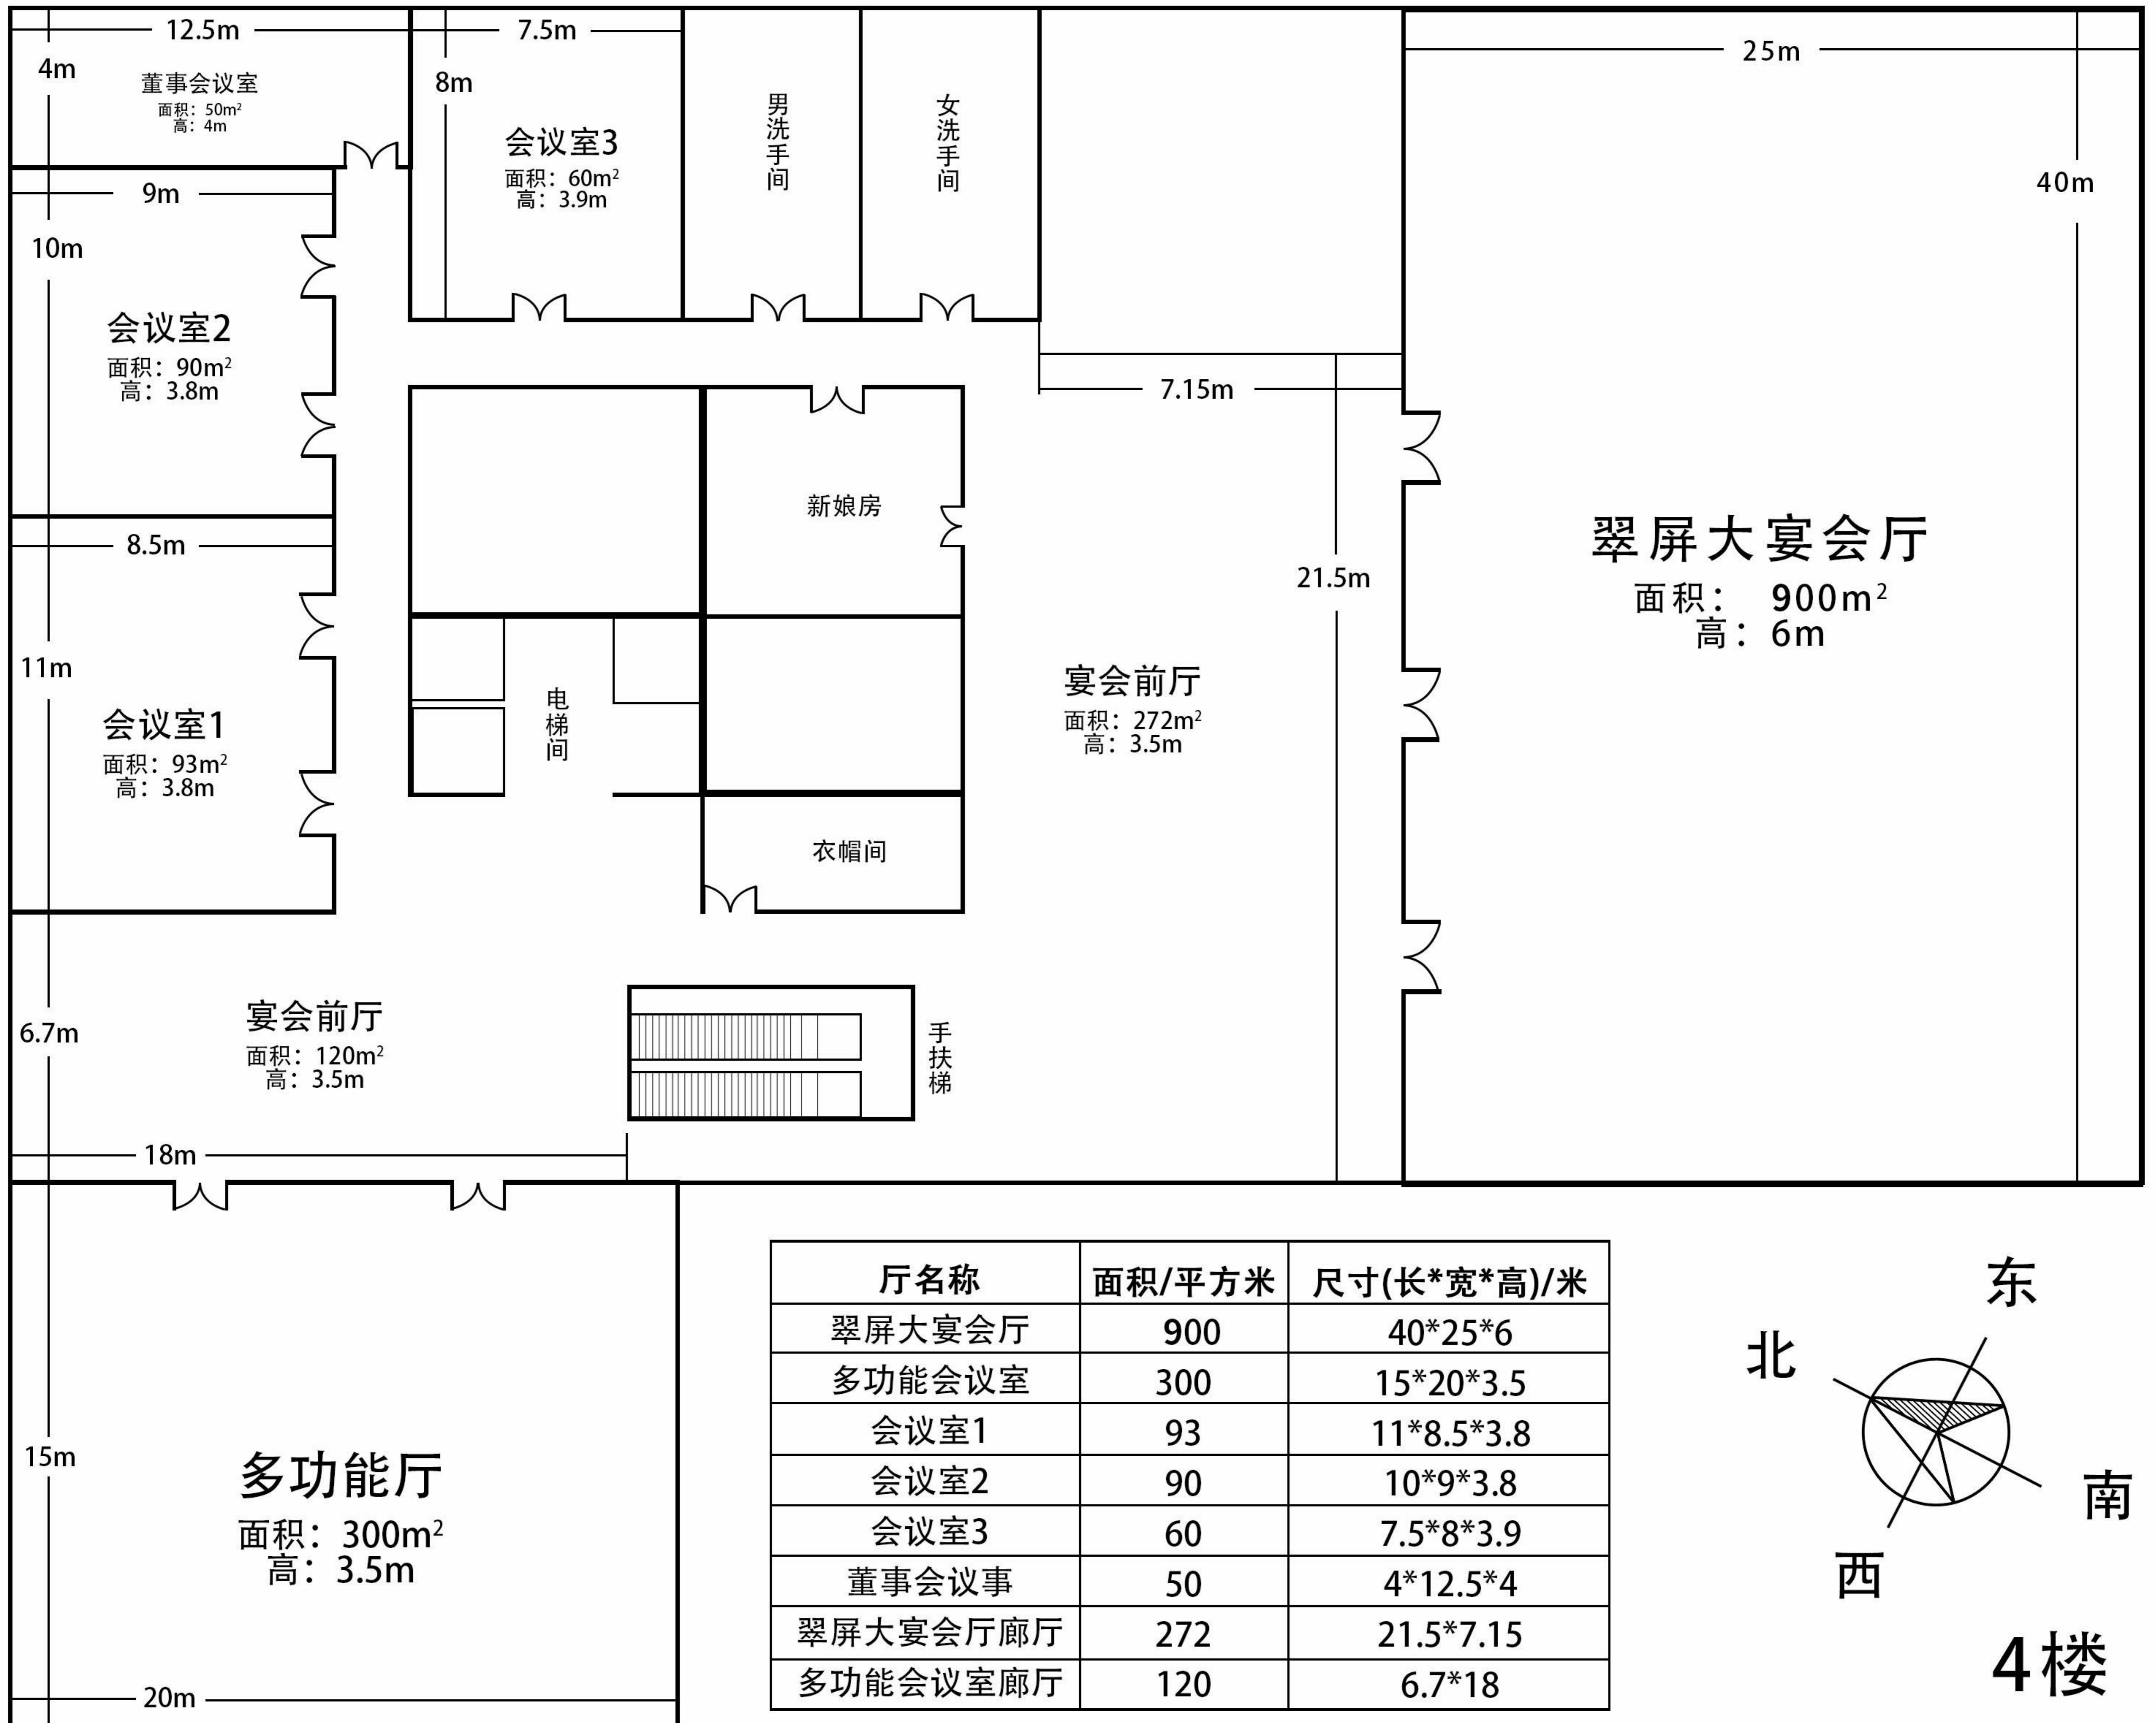 12.5m
4m
董事会议室
面积：50m²
高：4m
7.5m
8m
会议室3
面积：60m²
高：3.9m
男洗手间
女洗手间
25m
40m
9m
10m
会议室2
面积：90m²
高：3.8m
7.15m
新娘房
21.5m
翠屏大宴会厅
面积： 900m²
高：6m
8.5m
11m
会议室1
面积：93m²
高：3.8m
电梯间
宴会前厅
面积：272m²
高：3.5m
衣帽间
6.7m
宴会前厅
面积：120m²
高：3.5m
手扶梯
18m
15m
多功能厅
面积：300m²
高：3.5m
20m
厅名称 面积/平方米 尺寸(长*宽*高)/米
翠屏大宴会厅 900 40*25*6
多功能会议室 300 15*20*3.5
会议室1 93 11*8.5*3.8
会议室2 90 10*9*3.8
会议室3 60 7.5*8*3.9
董事会议事 50 4*12.5*4
翠屏大宴会厅廊厅 272 21.5*7.15
多功能会议室廊厅 120 6.7*18
东
北
南
西
4楼